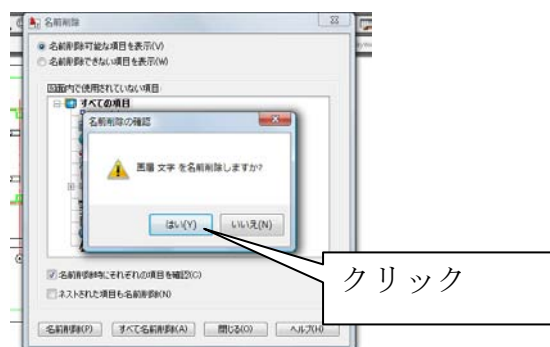 名前削除
名前削除可能な項目を表示(V)
名前削除できない項目を表示(W)
図面内で使用されていない項目
すべての項目
名前削除の確認
画層 文字 を名前削除しますか?
はい(Y)
いいえ(N)
クリック
名前削除時にそれぞれの項目を確認(C)
ネストされた項目も名前削除(N)
名前削除(P)
すべて名前削除(A)
閉じる(O)
ヘルプ(H)